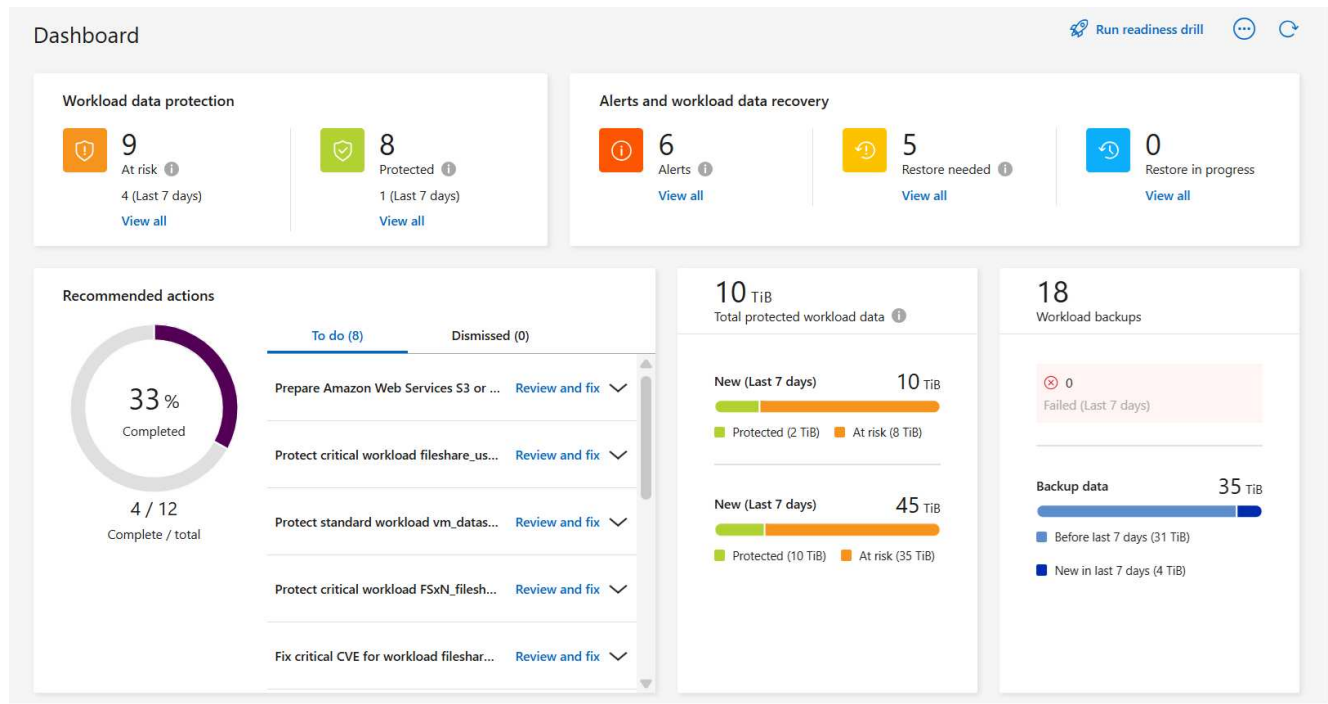 Dashboard
Run readiness drill
Workload data protection
9
At risk
4 (Last 7 days)
View all
8
Protected
1 (Last 7 days)
View all
Alerts and workload data recovery
6
Alerts
View all
5
Restore needed
View all
0
Restore in progress
View all
Recommended actions
33 %
Completed
4 / 12
Complete / total
To do (8)
Dismissed (0)
Prepare Amazon Web Services S3 or ... Review and fix
Protect critical workload fileshare_us... Review and fix
Protect standard workload vm_datas... Review and fix
Protect critical workload FSxN_filesh... Review and fix
Fix critical CVE for workload fileshar... Review and fix
10 TiB
Total protected workload data
New (Last 7 days) 10 TiB
Protected (2 TiB) At risk (8 TiB)
New (Last 7 days) 45 TiB
Protected (10 TiB) At risk (35 TiB)
18
Workload backups
0
Failed (Last 7 days)
Backup data 35 TiB
Before last 7 days (31 TiB)
New in last 7 days (4 TiB)